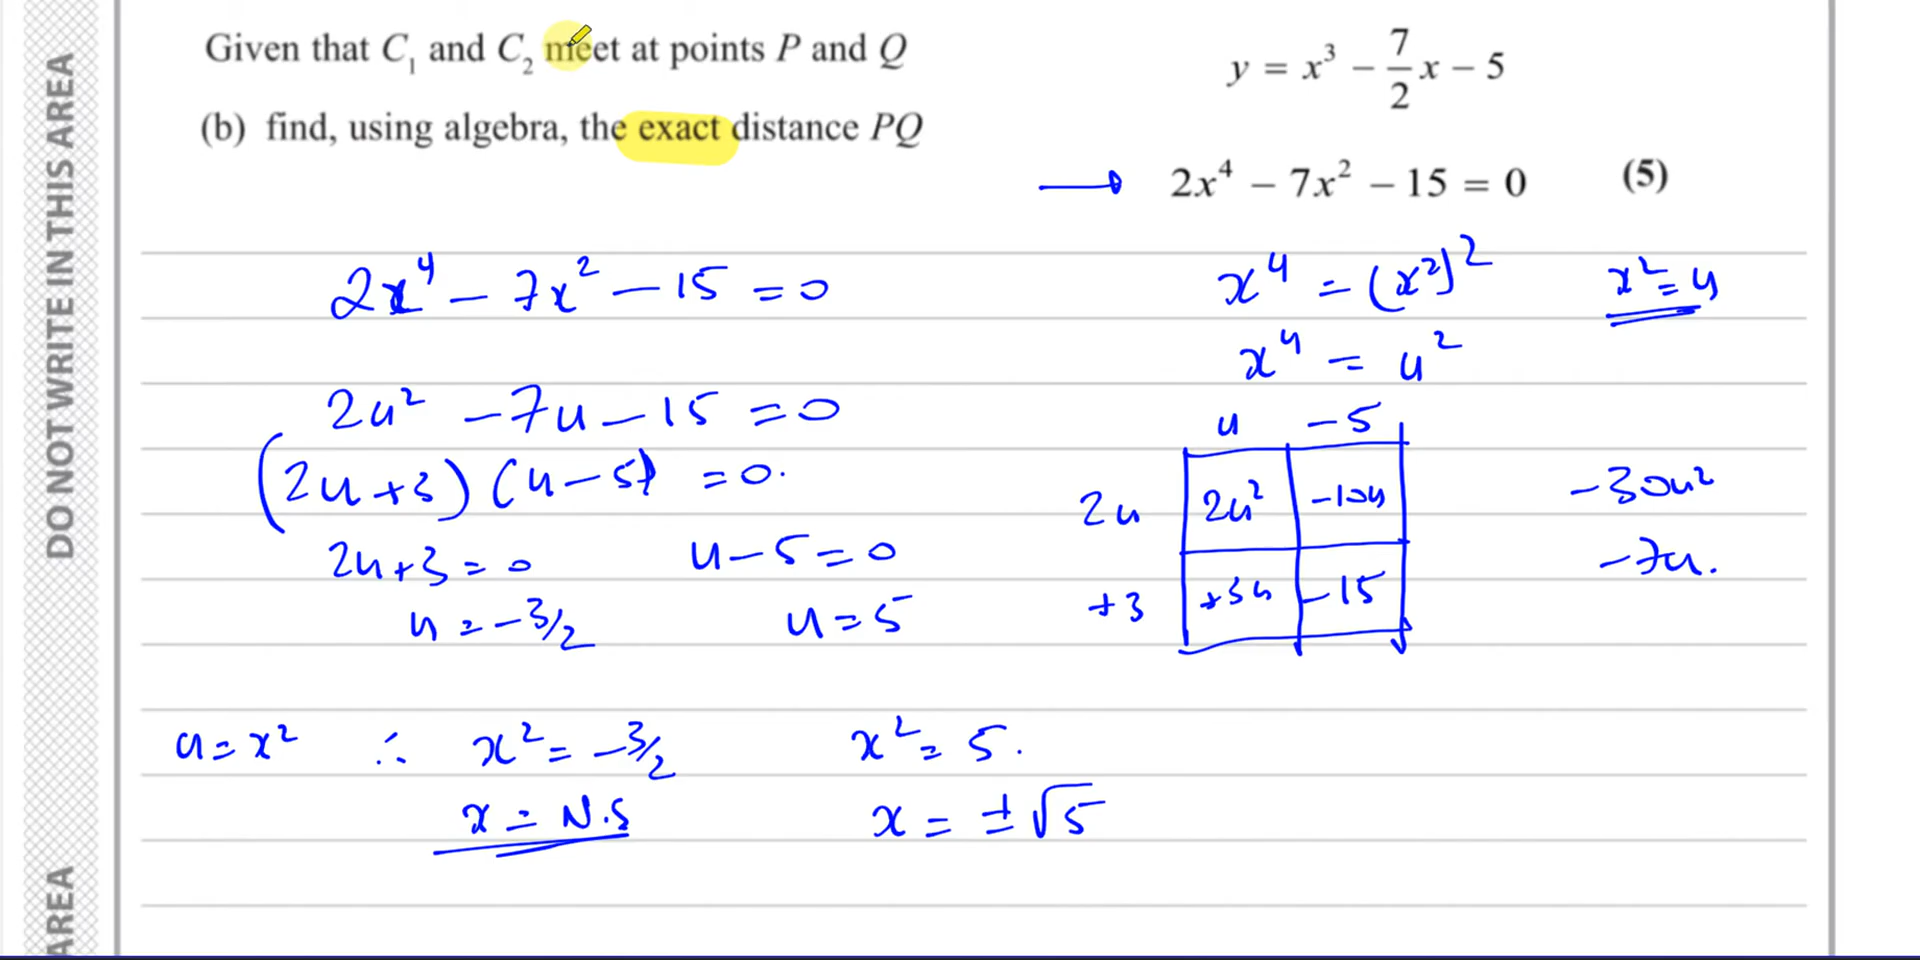 DO NOT WRITE IN THIS AREA
AREA
Given that C₁ and C₂ meet at points P and Q
(b) find, using algebra, the exact distance PQ
y = x³ − 7/2 x − 5
2x⁴ − 7x² − 15 = 0 (5)
2x⁴ − 7x² − 15 = 0
x⁴ = (x²)²
x² = u
x⁴ = u²
2u² − 7u − 15 = 0
(2u + 3)(u − 5) = 0.
2u + 3 = 0
u − 5 = 0
u = −3/2
u = 5
u −5
2u 2u² −10u
+3 +3u −15
−30u²
−7u.
u = x² ∴ x² = −3/2
x² = 5.
x = N.S
x = ±√5